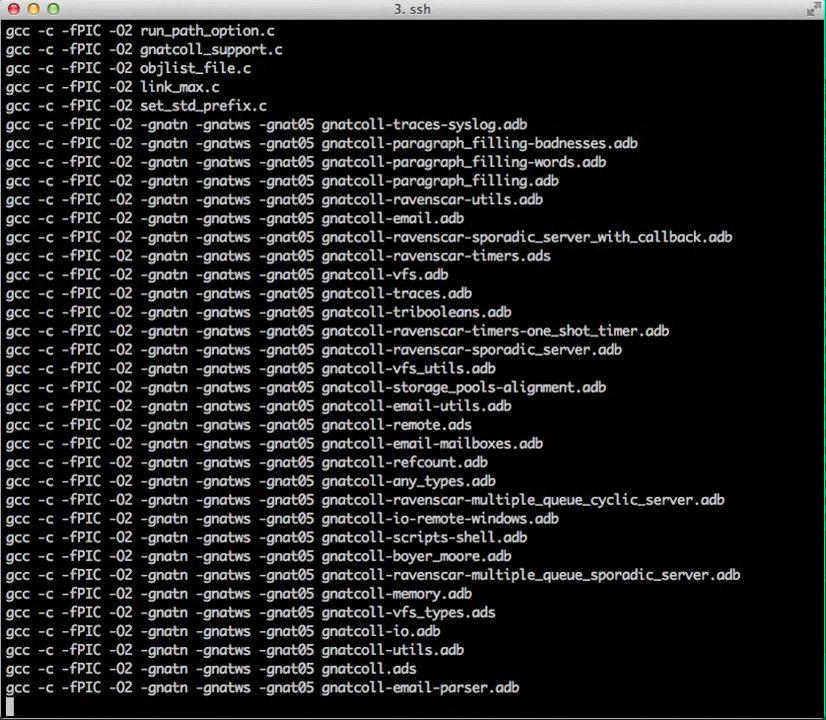 3. ssh
gcc -c -fPIC -O2 run_path_option.c
gcc -c -fPIC -O2 gnatcoll_support.c
gcc -c -fPIC -O2 objlist_file.c
gcc -c -fPIC -O2 link_max.c
gcc -c -fPIC -O2 set_std_prefix.c
gcc -c -fPIC -O2 -gnatn -gnatws -gnat05 gnatcoll-traces-syslog.adb
gcc -c -fPIC -O2 -gnatn -gnatws -gnat05 gnatcoll-paragraph_filling-badnesses.adb
gcc -c -fPIC -O2 -gnatn -gnatws -gnat05 gnatcoll-paragraph_filling-words.adb
gcc -c -fPIC -O2 -gnatn -gnatws -gnat05 gnatcoll-paragraph_filling.adb
gcc -c -fPIC -O2 -gnatn -gnatws -gnat05 gnatcoll-ravenscar-utils.adb
gcc -c -fPIC -O2 -gnatn -gnatws -gnat05 gnatcoll-email.adb
gcc -c -fPIC -O2 -gnatn -gnatws -gnat05 gnatcoll-ravenscar-sporadic_server_with_callback.adb
gcc -c -fPIC -O2 -gnatn -gnatws -gnat05 gnatcoll-ravenscar-timers.ads
gcc -c -fPIC -O2 -gnatn -gnatws -gnat05 gnatcoll-vfs.adb
gcc -c -fPIC -O2 -gnatn -gnatws -gnat05 gnatcoll-traces.adb
gcc -c -fPIC -O2 -gnatn -gnatws -gnat05 gnatcoll-tribooleans.adb
gcc -c -fPIC -O2 -gnatn -gnatws -gnat05 gnatcoll-ravenscar-timers-one_shot_timer.adb
gcc -c -fPIC -O2 -gnatn -gnatws -gnat05 gnatcoll-ravenscar-sporadic_server.adb
gcc -c -fPIC -O2 -gnatn -gnatws -gnat05 gnatcoll-vfs_utils.adb
gcc -c -fPIC -O2 -gnatn -gnatws -gnat05 gnatcoll-storage_pools-alignment.adb
gcc -c -fPIC -O2 -gnatn -gnatws -gnat05 gnatcoll-email-utils.adb
gcc -c -fPIC -O2 -gnatn -gnatws -gnat05 gnatcoll-remote.ads
gcc -c -fPIC -O2 -gnatn -gnatws -gnat05 gnatcoll-email-mailboxes.adb
gcc -c -fPIC -O2 -gnatn -gnatws -gnat05 gnatcoll-refcount.adb
gcc -c -fPIC -O2 -gnatn -gnatws -gnat05 gnatcoll-any_types.adb
gcc -c -fPIC -O2 -gnatn -gnatws -gnat05 gnatcoll-ravenscar-multiple_queue_cyclic_server.adb
gcc -c -fPIC -O2 -gnatn -gnatws -gnat05 gnatcoll-io-remote-windows.adb
gcc -c -fPIC -O2 -gnatn -gnatws -gnat05 gnatcoll-scripts-shell.adb
gcc -c -fPIC -O2 -gnatn -gnatws -gnat05 gnatcoll-boyer_moore.adb
gcc -c -fPIC -O2 -gnatn -gnatws -gnat05 gnatcoll-ravenscar-multiple_queue_sporadic_server.adb
gcc -c -fPIC -O2 -gnatn -gnatws -gnat05 gnatcoll-memory.adb
gcc -c -fPIC -O2 -gnatn -gnatws -gnat05 gnatcoll-vfs_types.ads
gcc -c -fPIC -O2 -gnatn -gnatws -gnat05 gnatcoll-io.adb
gcc -c -fPIC -O2 -gnatn -gnatws -gnat05 gnatcoll-utils.adb
gcc -c -fPIC -O2 -gnatn -gnatws -gnat05 gnatcoll.ads
gcc -c -fPIC -O2 -gnatn -gnatws -gnat05 gnatcoll-email-parser.adb